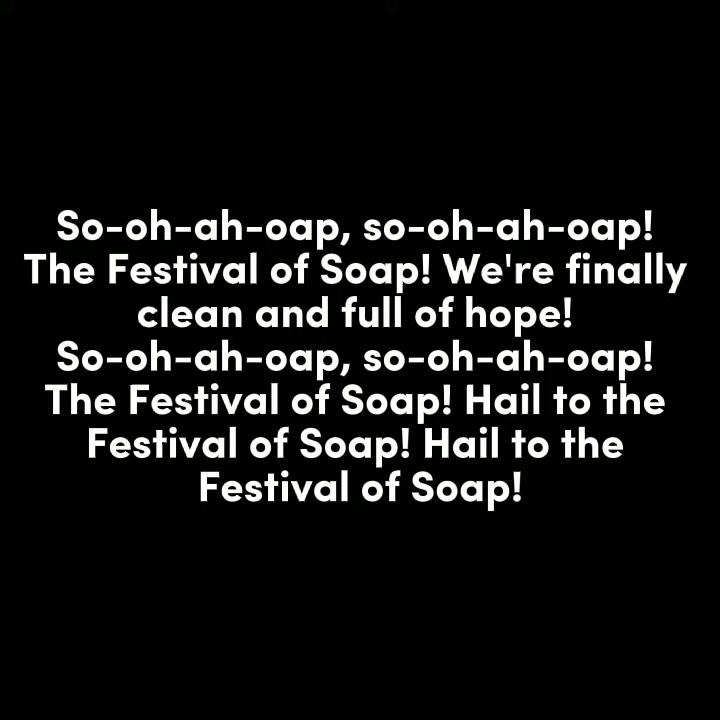 So-oh-ah-oap, so-oh-ah-oap!
The Festival of Soap! We're finally
clean and full of hope!
So-oh-ah-oap, so-oh-ah-oap!
The Festival of Soap! Hail to the
Festival of Soap! Hail to the
Festival of Soap!